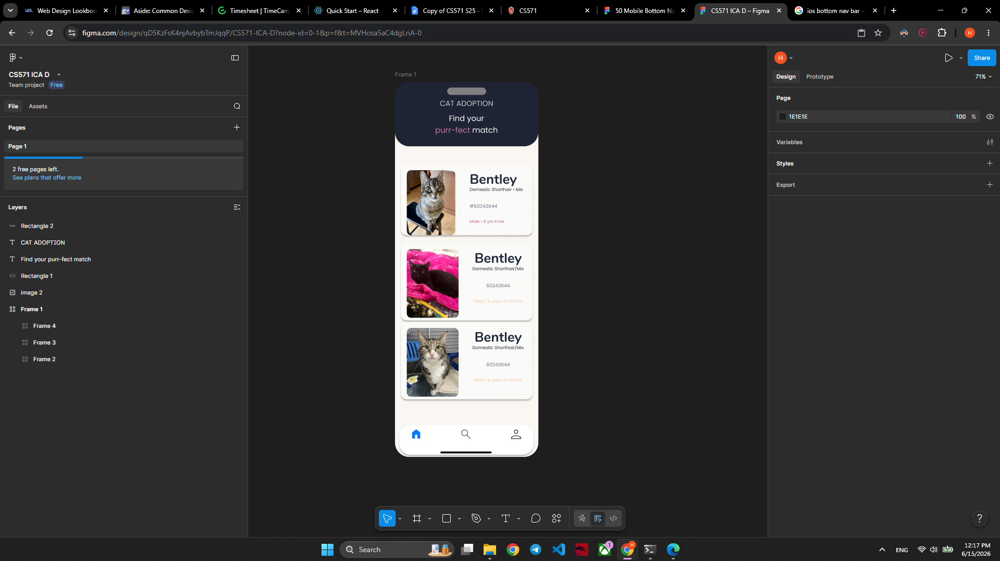 Web Design Lookboo
Aside: Common Desi
Timesheet | TimeCam
Quick Start – React
Copy of CS571 S25 -
CS571
50 Mobile Bottom Na
CS571 ICA D – Figma
ios bottom nav bar -
figma.com/design/qD5KzFsK4njAvbybTmJqqP/CS571-ICA-D?node-id=0-1&p=f&t=MVHosa5aC4dgLriA-0
H
CS571 ICA D
Team project Free
File Assets
Pages
Page 1
2 free pages left.
See plans that offer more
Layers
Rectangle 2
CAT ADOPTION
Find your purr-fect match
Rectangle 1
image 2
Frame 1
Frame 4
Frame 3
Frame 2
Frame 1
CAT ADOPTION
Find your
purr-fect match
Bentley
Domestic Shorthair • Mix
#60243644
Male • 8 yrs 4 ms
Bentley
Domestic Shorthair/Mix
60243644
Male / 8 years 4 months
Bentley
Domestic Shorthair/Mix
60243644
Male / 8 years 4 months
H
Share
Design Prototype 71%
Page
1E1E1E 100 %
Variables
Styles
Export
?
Search
1
H
ENG
12:17 PM
6/15/2026